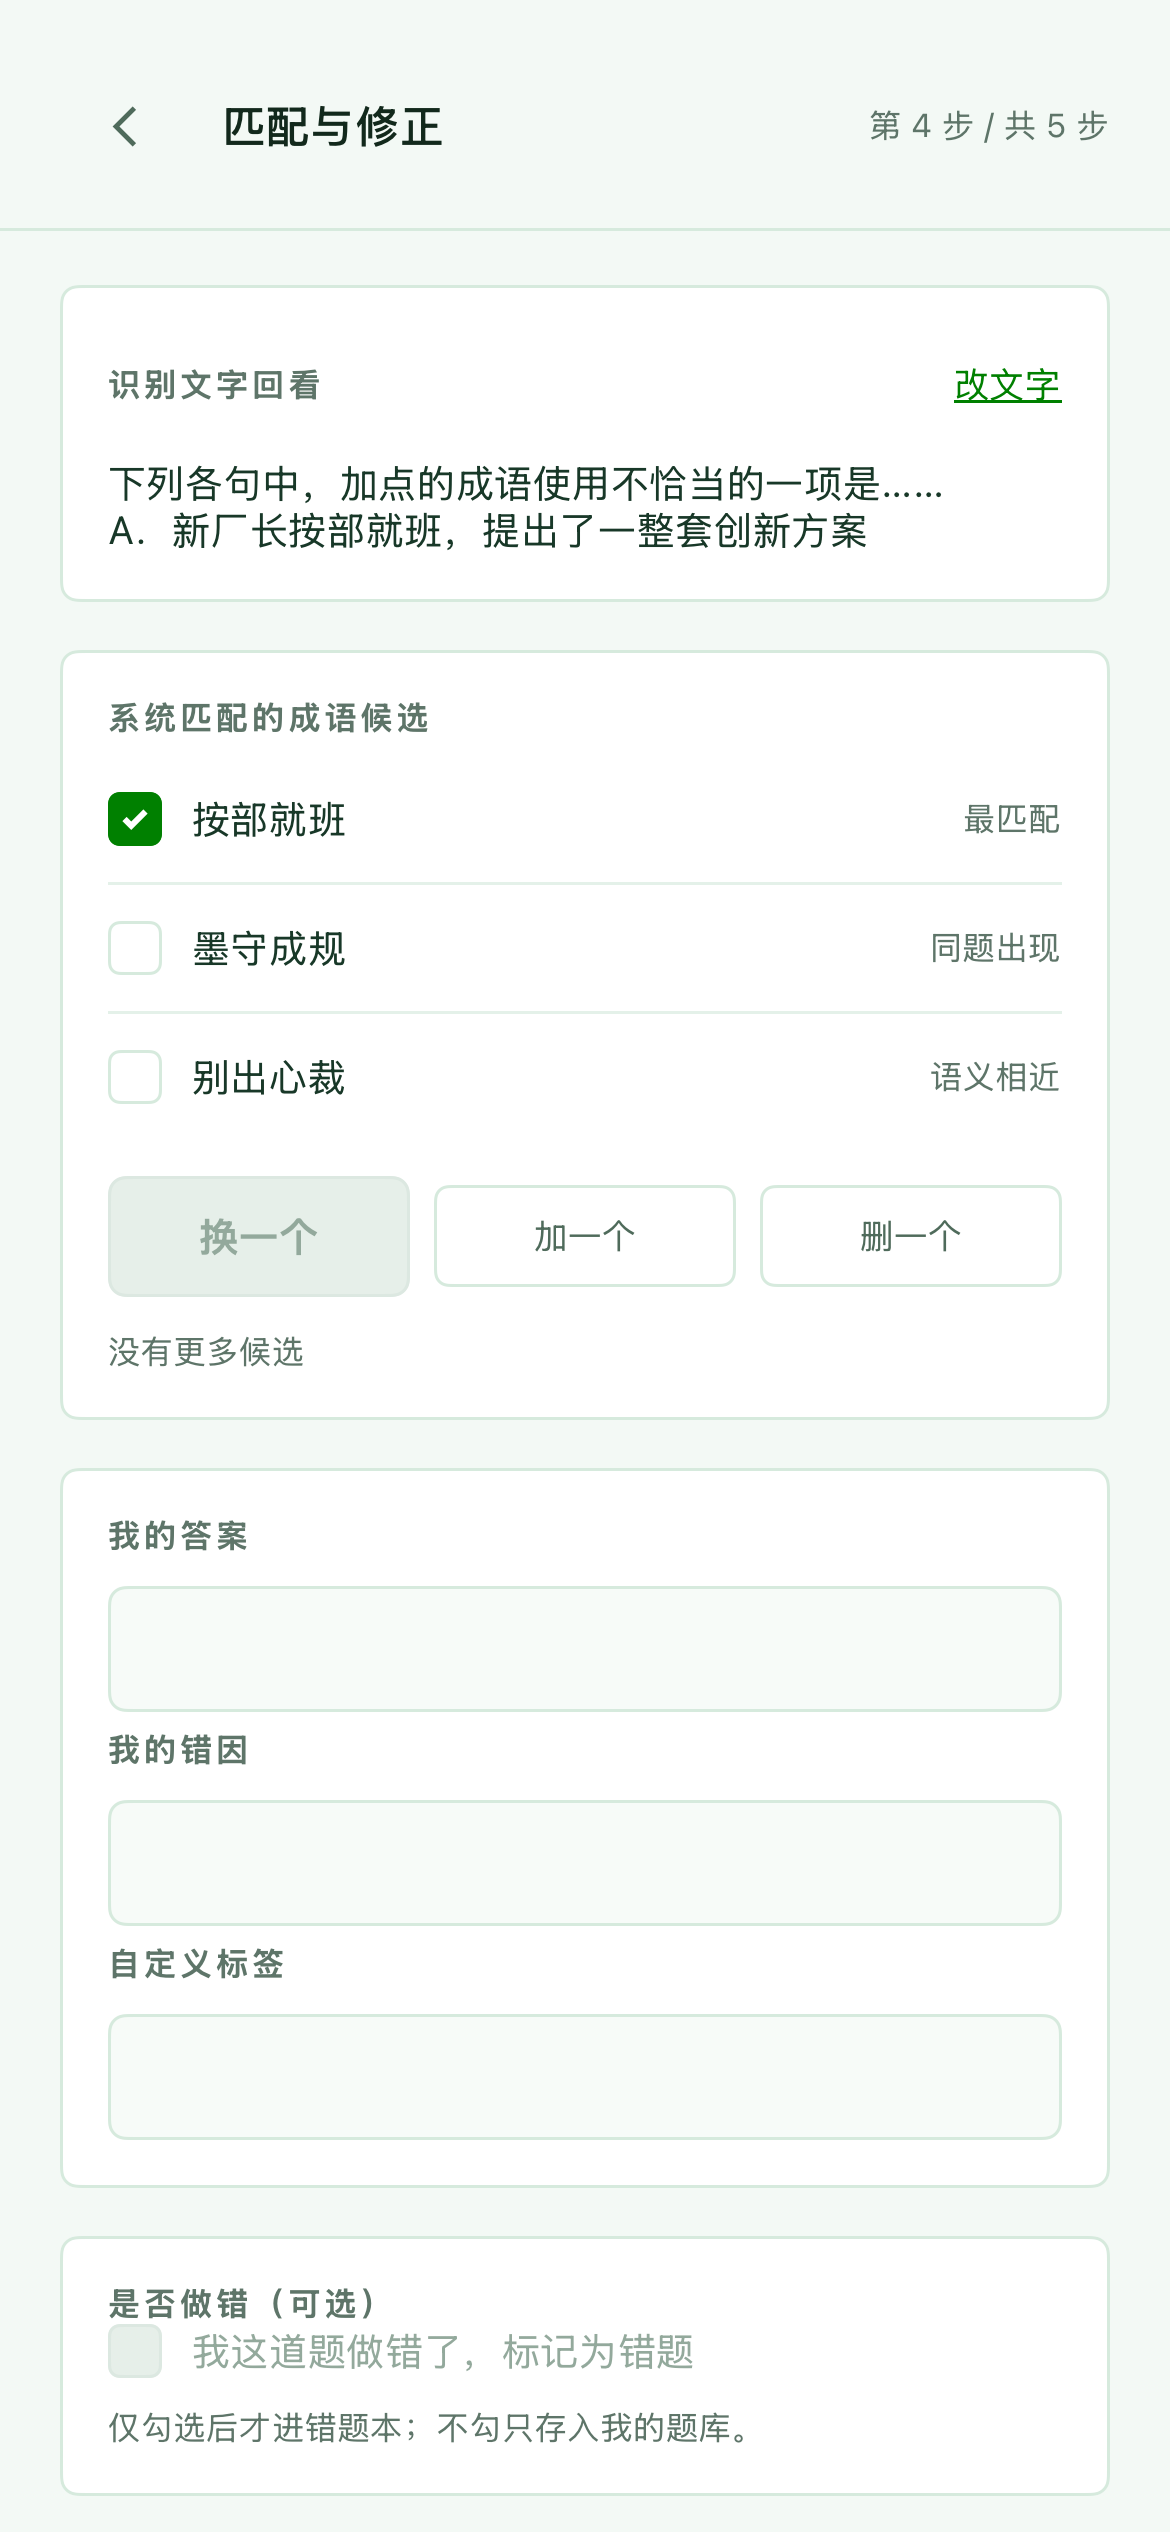 匹配与修正
第 4 步 / 共 5 步
识别文字回看
改文字
下列各句中，加点的成语使用不恰当的一项是……
A. 新厂长按部就班，提出了一整套创新方案
系统匹配的成语候选
按部就班
最匹配
墨守成规
同题出现
别出心裁
语义相近
换一个
加一个
删一个
没有更多候选
我的答案
我的错因
自定义标签
是否做错（可选）
我这道题做错了，标记为错题
仅勾选后才进错题本；不勾只存入我的题库。